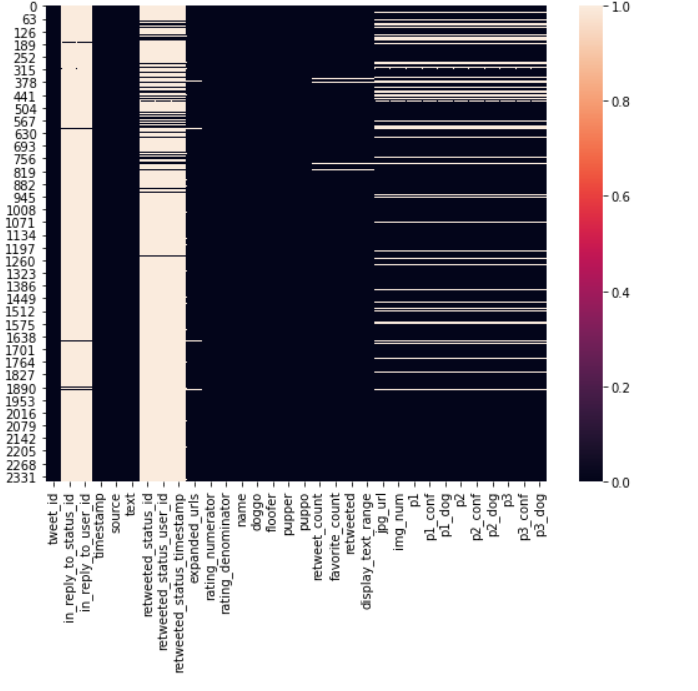 0
63
126
189
252
315
378
441
504
567
630
693
756
819
882
945
1008
1071
1134
1197
1260
1323
1386
1449
1512
1575
1638
1701
1764
1827
1890
1953
2016
2079
2142
2205
2268
2331
tweet_id
in_reply_to_status_id
in_reply_to_user_id
timestamp
source
text
retweeted_status_id
retweeted_status_user_id
retweeted_status_timestamp
expanded_urls
rating_numerator
rating_denominator
name
doggo
floofer
pupper
puppo
retweet_count
favorite_count
retweeted
display_text_range
jpg_url
img_num
p1
p1_conf
p1_dog
p2
p2_conf
p2_dog
p3
p3_conf
p3_dog
1.0
0.8
0.6
0.4
0.2
0.0